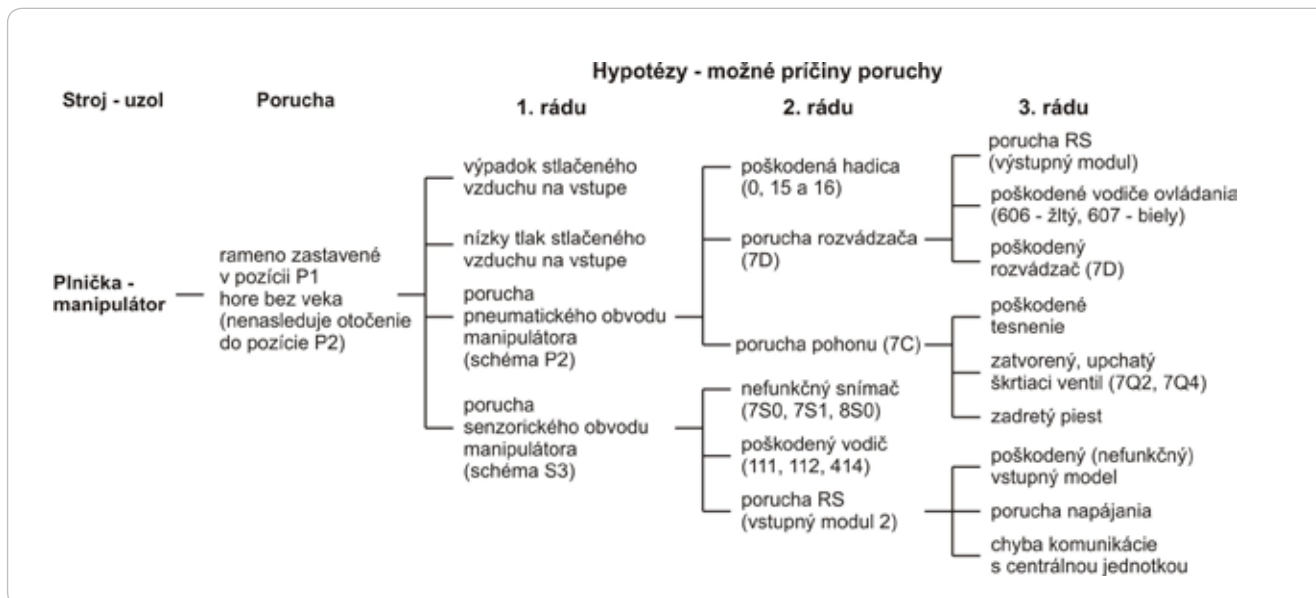 Hypotézy - možné príčiny poruchy
Stroj - uzol
Porucha
1. rádu
2. rádu
3. rádu
Plnička -
manipulátor
rameno zastavené
v pozícii P1
hore bez veka
(nenasleduje otočenie
do pozície P2)
výpadok stlačeného
vzduchu na vstupe
nízky tlak stlačeného
vzduchu na vstupe
porucha
pneumatického obvodu
manipulátora
(schéma P2)
porucha
senzorického obvodu
manipulátora
(schéma S3)
poškodená hadica
(0, 15 a 16)
porucha rozvádzača
(7D)
porucha pohonu (7C)
nefunkčný snímač
(7S0, 7S1, 8S0)
poškodený vodič
(111, 112, 414)
porucha RS
(vstupný modul 2)
porucha RS
(výstupný modul)
poškodené vodiče ovládania
(606 - žltý, 607 - biely)
poškodený
rozvádzač (7D)
poškodené
tesnenie
zatvorený, upchatý
škrtiaci ventil (7Q2, 7Q4)
zadretý piest
poškodený (nefunkčný)
vstupný model
porucha napájania
chyba komunikácie
s centrálnou jednotkou